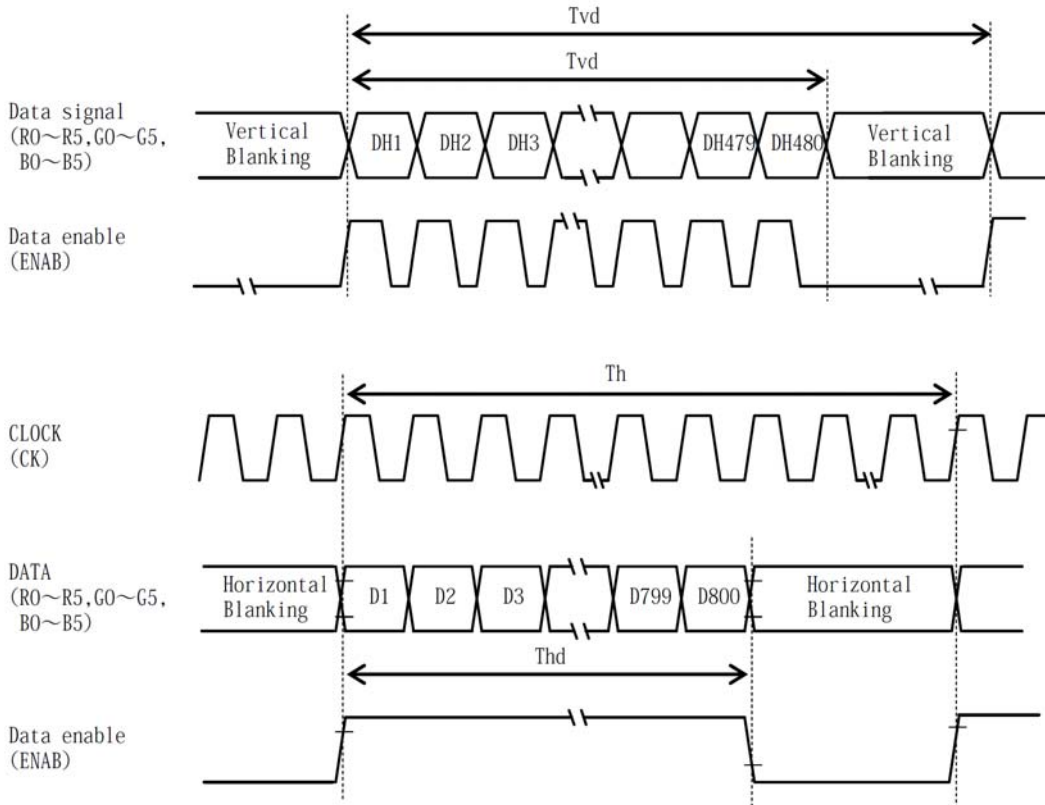 Tvd
Tvd
Data signal
(R0～R5,G0～G5,
B0～B5)
Vertical
Blanking
DH1
DH2
DH3
DH479
DH480
Vertical
Blanking
Data enable
(ENAB)
Th
CLOCK
(CK)
DATA
(R0～R5,G0～G5,
B0～B5)
Horizontal
Blanking
D1
D2
D3
D799
D800
Horizontal
Blanking
Thd
Data enable
(ENAB)